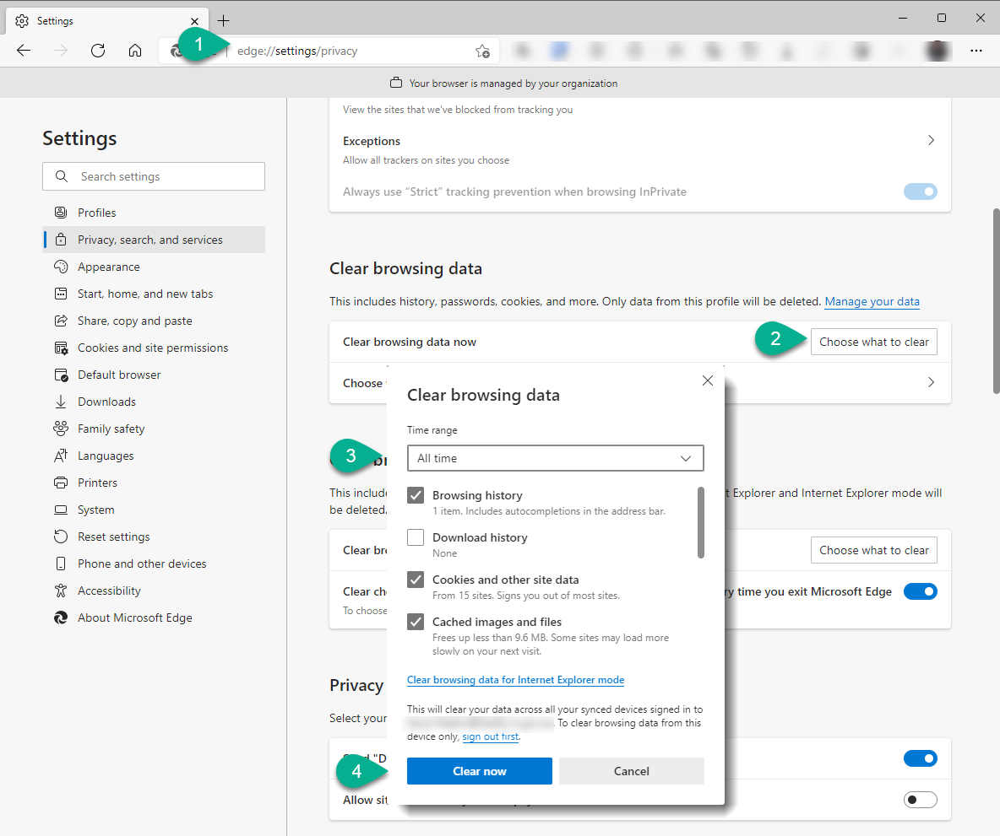 Settings
1
edge://settings/privacy
Your browser is managed by your organization
Settings
Search settings
Profiles
Privacy, search, and services
Appearance
Start, home, and new tabs
Share, copy and paste
Cookies and site permissions
Default browser
Downloads
Family safety
Languages
Printers
System
Reset settings
Phone and other devices
Accessibility
About Microsoft Edge
View the sites that we've blocked from tracking you
Exceptions
Allow all trackers on sites you choose
Always use “Strict” tracking prevention when browsing InPrivate
Clear browsing data
This includes history, passwords, cookies, and more. Only data from this profile will be deleted. Manage your data
Clear browsing data now
2
Choose what to clear
Choose
This include
t Explorer and Internet Explorer mode will
be deleted.
Clear bro
Choose what to clear
Clear cho
ry time you exit Microsoft Edge
To choose
Privacy
Select your
"D
Allow sit
Clear browsing data
Time range
3
All time
Browsing history
1 item. Includes autocompletions in the address bar.
Download history
None
Cookies and other site data
From 15 sites. Signs you out of most sites.
Cached images and files
Frees up less than 9.6 MB. Some sites may load more
slowly on your next visit.
Clear browsing data for Internet Explorer mode
This will clear your data across all your synced devices signed in to
. To clear browsing data from this
device only, sign out first.
4
Clear now
Cancel